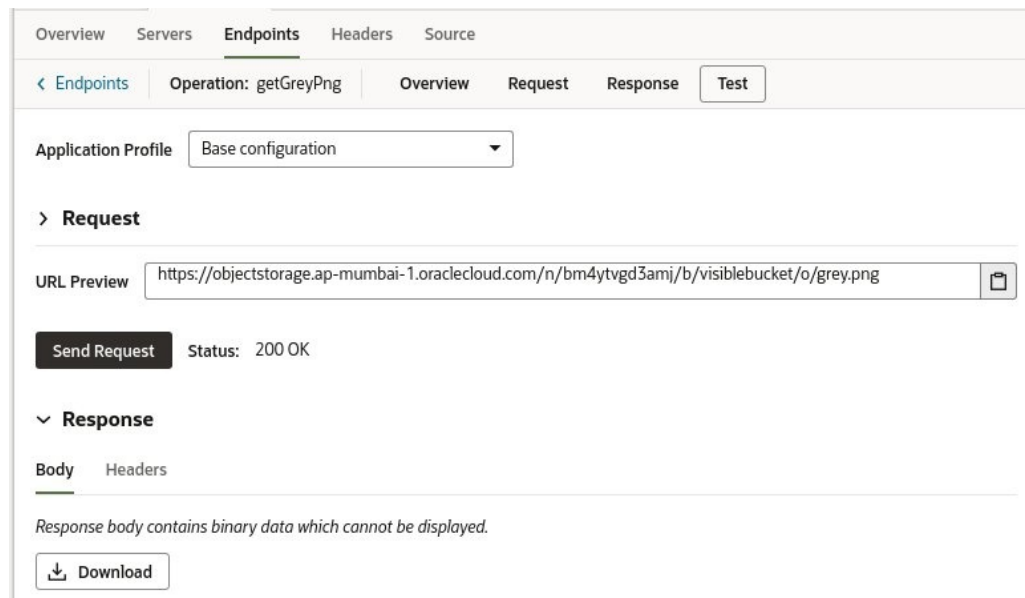 Overview Servers Endpoints Headers Source
Endpoints Operation: getGreyPng Overview Request Response Test
Application Profile Base configuration
Request
URL Preview https://objectstorage.ap-mumbai-1.oraclecloud.com/n/bm4ytvgd3amj/b/visiblebucket/o/grey.png
Send Request Status: 200 OK
Response
Body Headers
Response body contains binary data which cannot be displayed.
Download